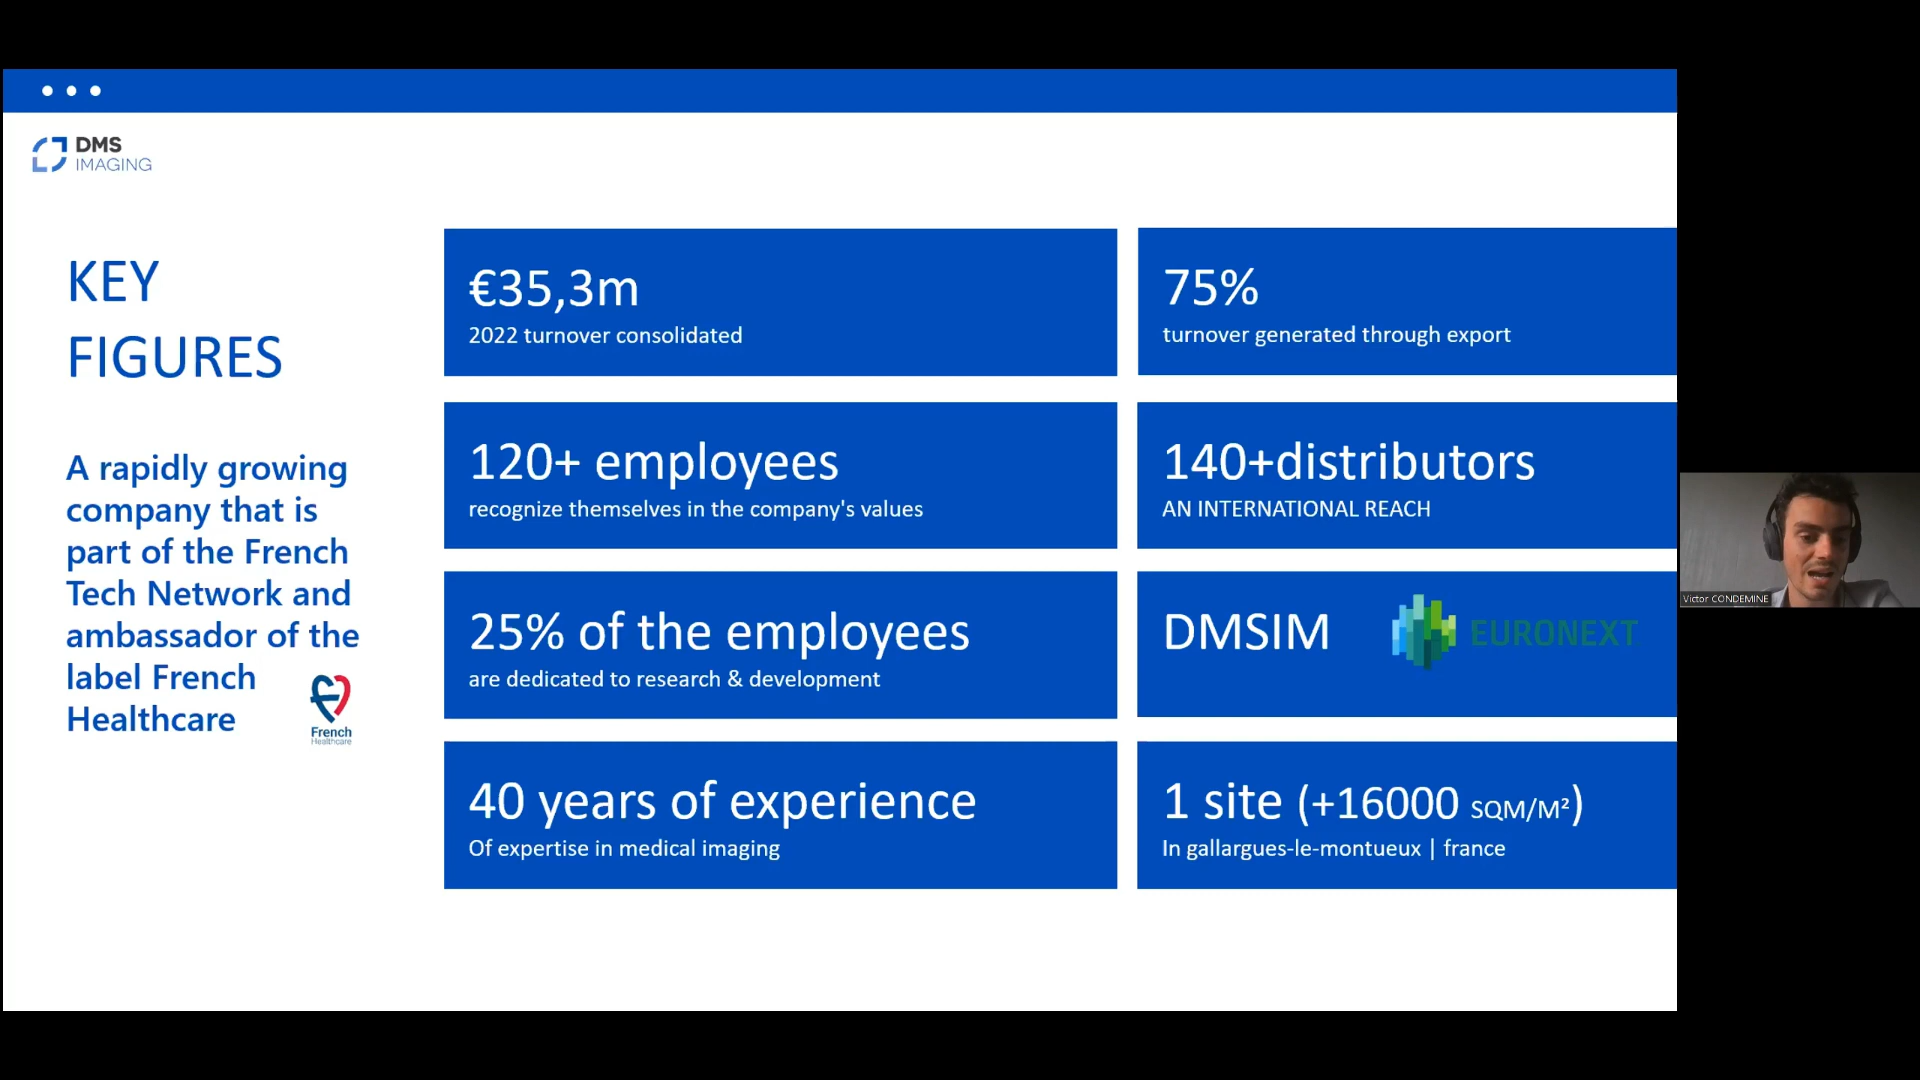 DMS
IMAGING
KEY
FIGURES
A rapidly growing
company that is
part of the French
Tech Network and
ambassador of the
label French
Healthcare
French
Healthcare
€35,3m
2022 turnover consolidated
75%
turnover generated through export
120+ employees
recognize themselves in the company's values
140+distributors
AN INTERNATIONAL REACH
25% of the employees
are dedicated to research & development
DMSIM
EURONEXT
40 years of experience
Of expertise in medical imaging
1 site (+16000 SQM/M²)
In gallargues-le-montueux | france
Victor CONDEMINE